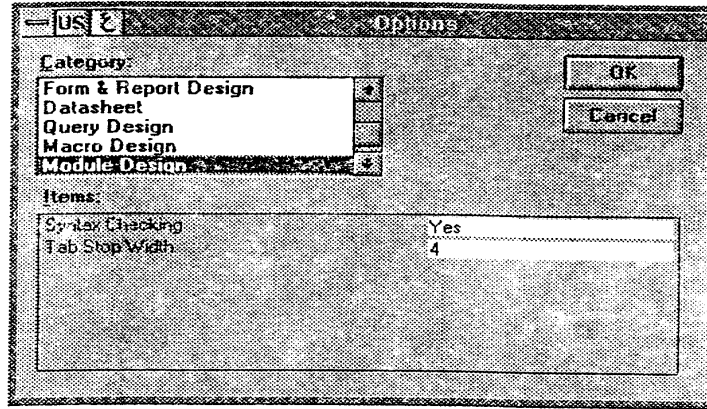 US ع Options
Category:
Form & Report Design
Datasheet
Query Design
Macro Design
Module Design
OK
Cancel
Items:
Syntax Checking Yes
Tab Stop Width 4